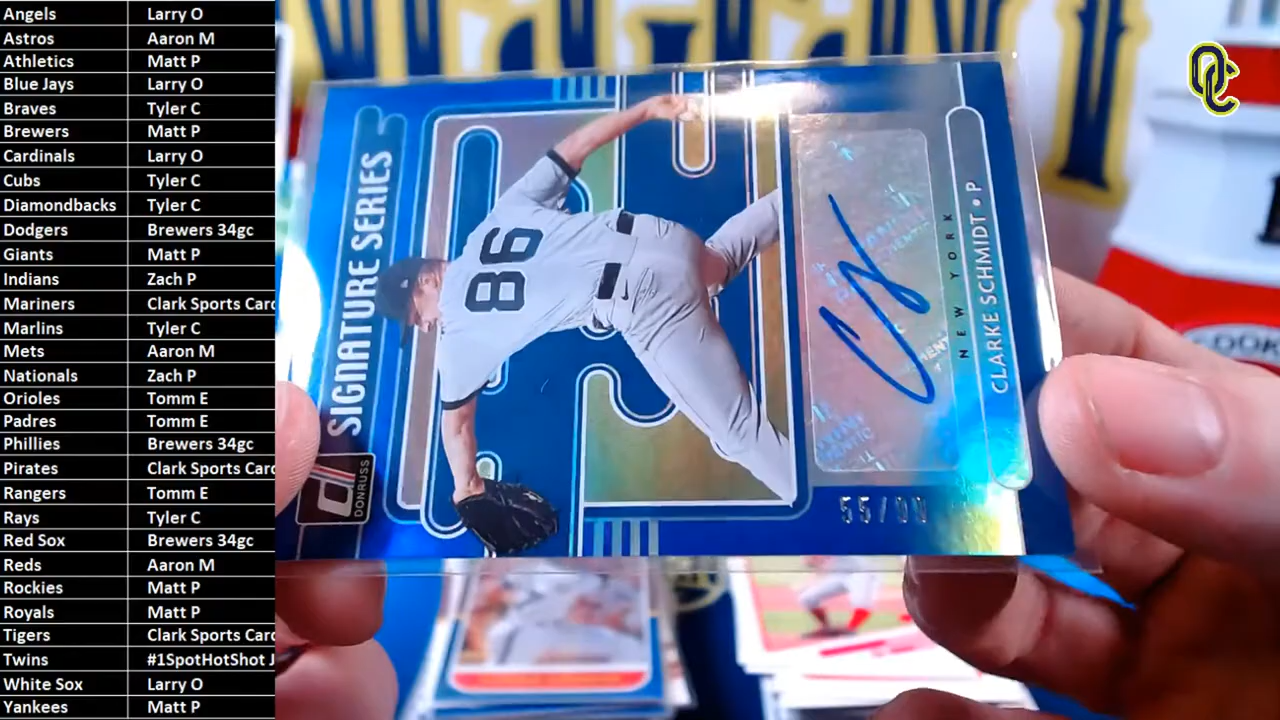 Angels Larry O
Astros Aaron M
Athletics Matt P
Blue Jays Larry O
Braves Tyler C
Brewers Matt P
Cardinals Larry O
Cubs Tyler C
Diamondbacks Tyler C
Dodgers Brewers 34gc
Giants Matt P
Indians Zach P
Mariners Clark Sports Card
Marlins Tyler C
Mets Aaron M
Nationals Zach P
Orioles Tomm E
Padres Tomm E
Phillies Brewers 34gc
Pirates Clark Sports Card
Rangers Tomm E
Rays Tyler C
Red Sox Brewers 34gc
Reds Aaron M
Rockies Matt P
Royals Matt P
Tigers Clark Sports Card
Twins #1SpotHotShot J
White Sox Larry O
Yankees Matt P
SIGNATURE SERIES
DONRUSS
86
NEW YORK
CLARKE SCHMIDT • P
55/99
OC